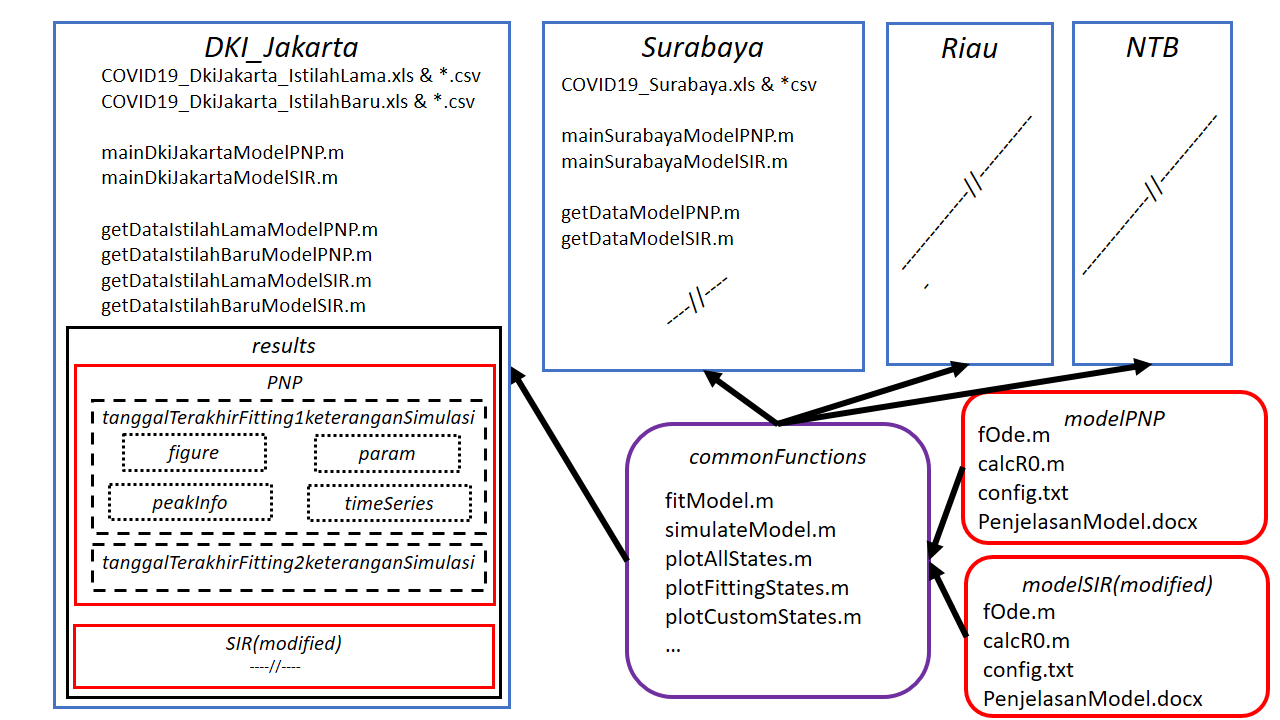 DKI_Jakarta
COVID19_DkiJakarta_IstilahLama.xls & *.csv
COVID19_DkiJakarta_IstilahBaru.xls & *.csv
mainDkiJakartaModelPNP.m
mainDkiJakartaModelSIR.m
getDataIstilahLamaModelPNP.m
getDataIstilahBaruModelPNP.m
getDataIstilahLamaModelSIR.m
getDataIstilahBaruModelSIR.m
results
PNP
tanggalTerakhirFitting1keteranganSimulasi
figure
param
peakInfo
timeSeries
tanggalTerakhirFitting2keteranganSimulasi
SIR(modified)
----//----
Surabaya
COVID19_Surabaya.xls & *csv
mainSurabayaModelPNP.m
mainSurabayaModelSIR.m
getDataModelPNP.m
getDataModelSIR.m
-----//-----
Riau
NTB
commonFunctions
fitModel.m
simulateModel.m
plotAllStates.m
plotFittingStates.m
plotCustomStates.m
...
modelPNP
fOde.m
calcR0.m
config.txt
PenjelasanModel.docx
modelSIR(modified)
fOde.m
calcR0.m
config.txt
PenjelasanModel.docx